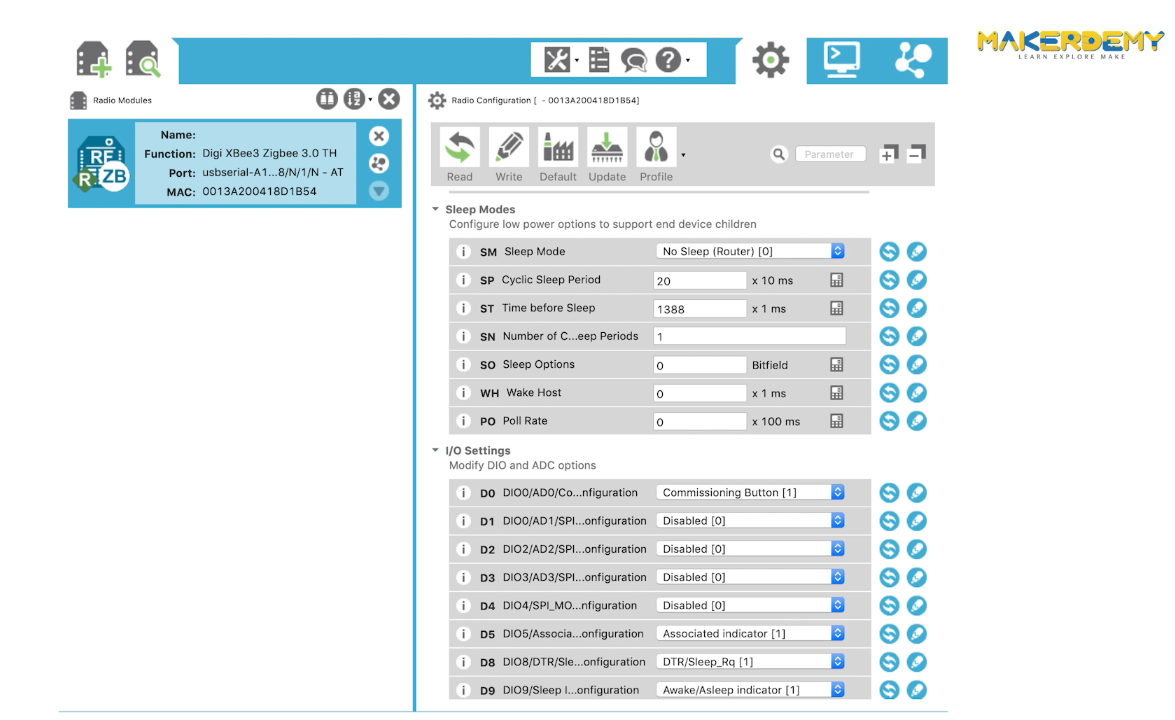 MAKERDEMY
LEARN EXPLORE MAKE
Radio Modules
Name:
Function: Digi XBee3 Zigbee 3.0 TH
Port: usbserial-A1...8/N/1/N - AT
MAC: 0013A200418D1B54
RF
R ZB
Radio Configuration [ - 0013A200418D1B54]
Read Write Default Update Profile
Parameter
Sleep Modes
Configure low power options to support end device children
i SM Sleep Mode No Sleep (Router) [0]
i SP Cyclic Sleep Period 20 x 10 ms
i ST Time before Sleep 1388 x 1 ms
i SN Number of C...eep Periods 1
i SO Sleep Options 0 Bitfield
i WH Wake Host 0 x 1 ms
i PO Poll Rate 0 x 100 ms
I/O Settings
Modify DIO and ADC options
i D0 DIO0/AD0/Co...nfiguration Commissioning Button [1]
i D1 DIO0/AD1/SPI...onfiguration Disabled [0]
i D2 DIO2/AD2/SPI...onfiguration Disabled [0]
i D3 DIO3/AD3/SPI...onfiguration Disabled [0]
i D4 DIO4/SPI_MO...nfiguration Disabled [0]
i D5 DIO5/Associa...onfiguration Associated indicator [1]
i D8 DIO8/DTR/Sle...onfiguration DTR/Sleep_Rq [1]
i D9 DIO9/Sleep I...onfiguration Awake/Asleep indicator [1]